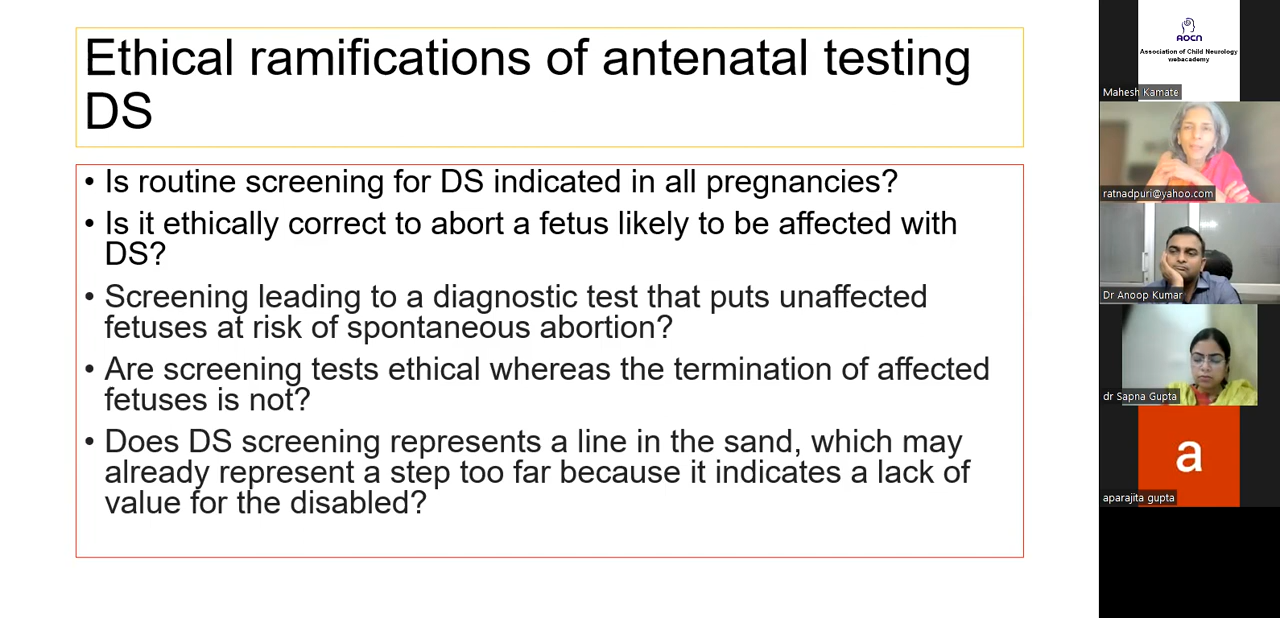 Ethical ramifications of antenatal testing
DS
• Is routine screening for DS indicated in all pregnancies?
• Is it ethically correct to abort a fetus likely to be affected with
DS?
• Screening leading to a diagnostic test that puts unaffected
fetuses at risk of spontaneous abortion?
• Are screening tests ethical whereas the termination of affected
fetuses is not?
• Does DS screening represents a line in the sand, which may
already represent a step too far because it indicates a lack of
value for the disabled?
AOCN
Association of Child Neurology
webacademy
Mahesh Kamate
ratnadpuri@yahoo.com
Dr Anoop Kumar
dr Sapna Gupta
a
aparajita gupta